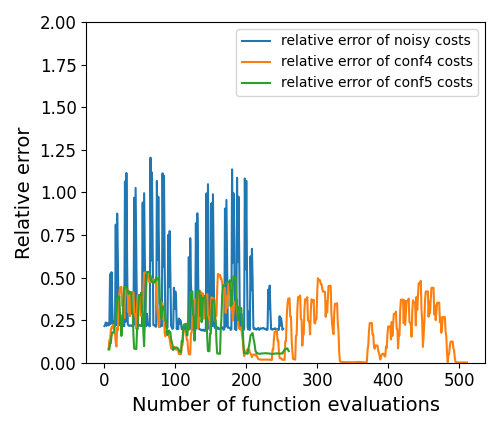 2.00
1.75
1.50
1.25
1.00
0.75
0.50
0.25
0.00
Relative error
relative error of noisy costs
relative error of conf4 costs
relative error of conf5 costs
0 100 200 300 400 500
Number of function evaluations